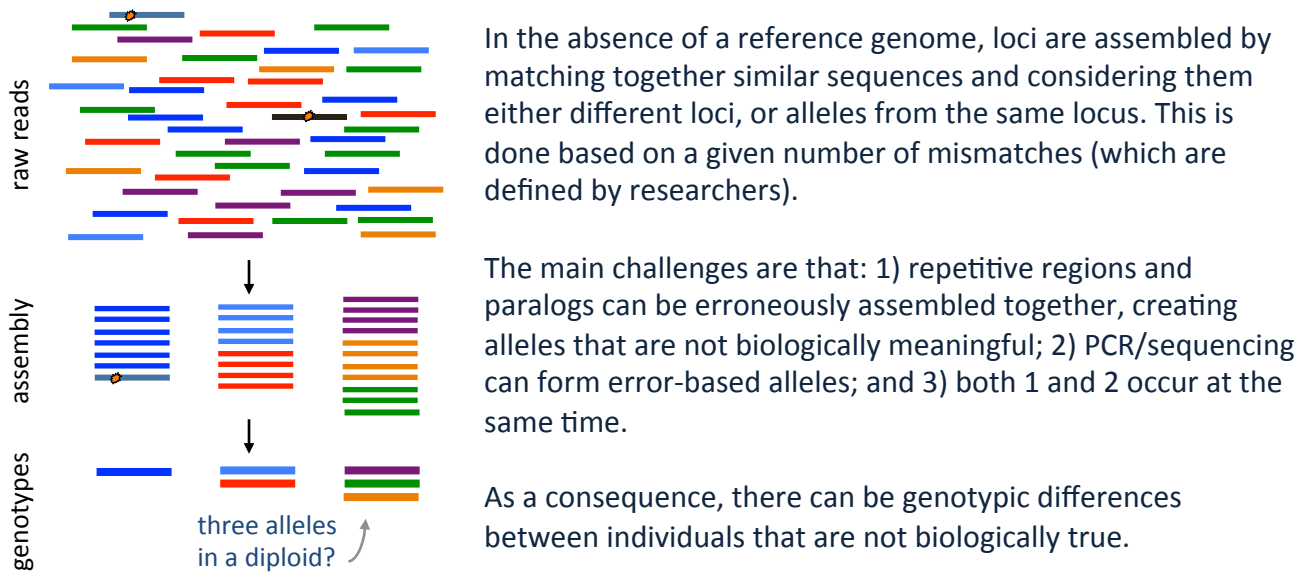 raw reads
In the absence of a reference genome, loci are assembled by
matching together similar sequences and considering them
either different loci, or alleles from the same locus. This is
done based on a given number of mismatches (which are
defined by researchers).
assembly
The main challenges are that: 1) repetitive regions and
paralogs can be erroneously assembled together, creating
alleles that are not biologically meaningful; 2) PCR/sequencing
can form error-based alleles; and 3) both 1 and 2 occur at the
same time.
genotypes
three alleles
in a diploid?
As a consequence, there can be genotypic differences
between individuals that are not biologically true.